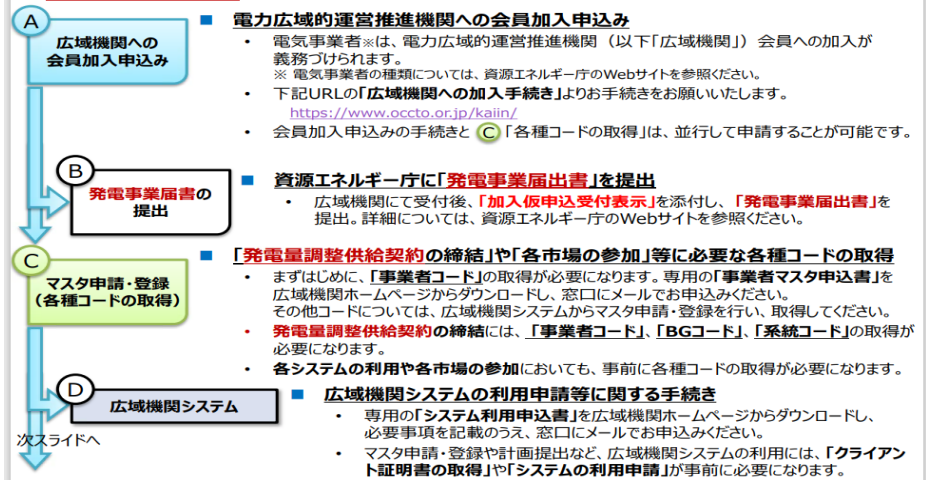 A
広域機関への
会員加入申込み
■ 電力広域的運営推進機関への会員加入申込み
• 電気事業者※は、電力広域的運営推進機関（以下「広域機関」）会員への加入が
義務づけられます。
※ 電気事業者の種類については、資源エネルギー庁のWebサイトを参照ください。
• 下記URLの「広域機関への加入手続き」よりお手続きをお願いいたします。
https://www.occto.or.jp/kaiin/
• 会員加入申込みの手続きと C 「各種コードの取得」は、並行して申請することが可能です。
B
発電事業届書の
提出
■ 資源エネルギー庁に「発電事業届出書」を提出
• 広域機関にて受付後、「加入仮申込受付表示」を添付し、「発電事業届出書」を
提出。詳細については、資源エネルギー庁のWebサイトを参照ください。
C
マスタ申請・登録
（各種コードの取得）
■ 「発電量調整供給契約の締結」や「各市場の参加」等に必要な各種コードの取得
• まずはじめに、「事業者コード」の取得が必要になります。専用の「事業者マスタ申込書」を
広域機関ホームページからダウンロードし、窓口にメールでお申込みください。
その他コードについては、広域機関システムからマスタ申請・登録を行い、取得してください。
• 発電量調整供給契約の締結には、「事業者コード」、「BGコード」、「系統コード」の取得が
必要になります。
• 各システムの利用や各市場の参加においても、事前に各種コードの取得が必要になります。
D
広域機関システム
■ 広域機関システムの利用申請等に関する手続き
• 専用の「システム利用申込書」を広域機関ホームページからダウンロードし、
必要事項を記載のうえ、窓口にメールでお申込みください。
• マスタ申請・登録や計画提出など、広域機関システムの利用には、「クライアン
ト証明書の取得」や「システムの利用申請」が事前に必要になります。
次スライドへ